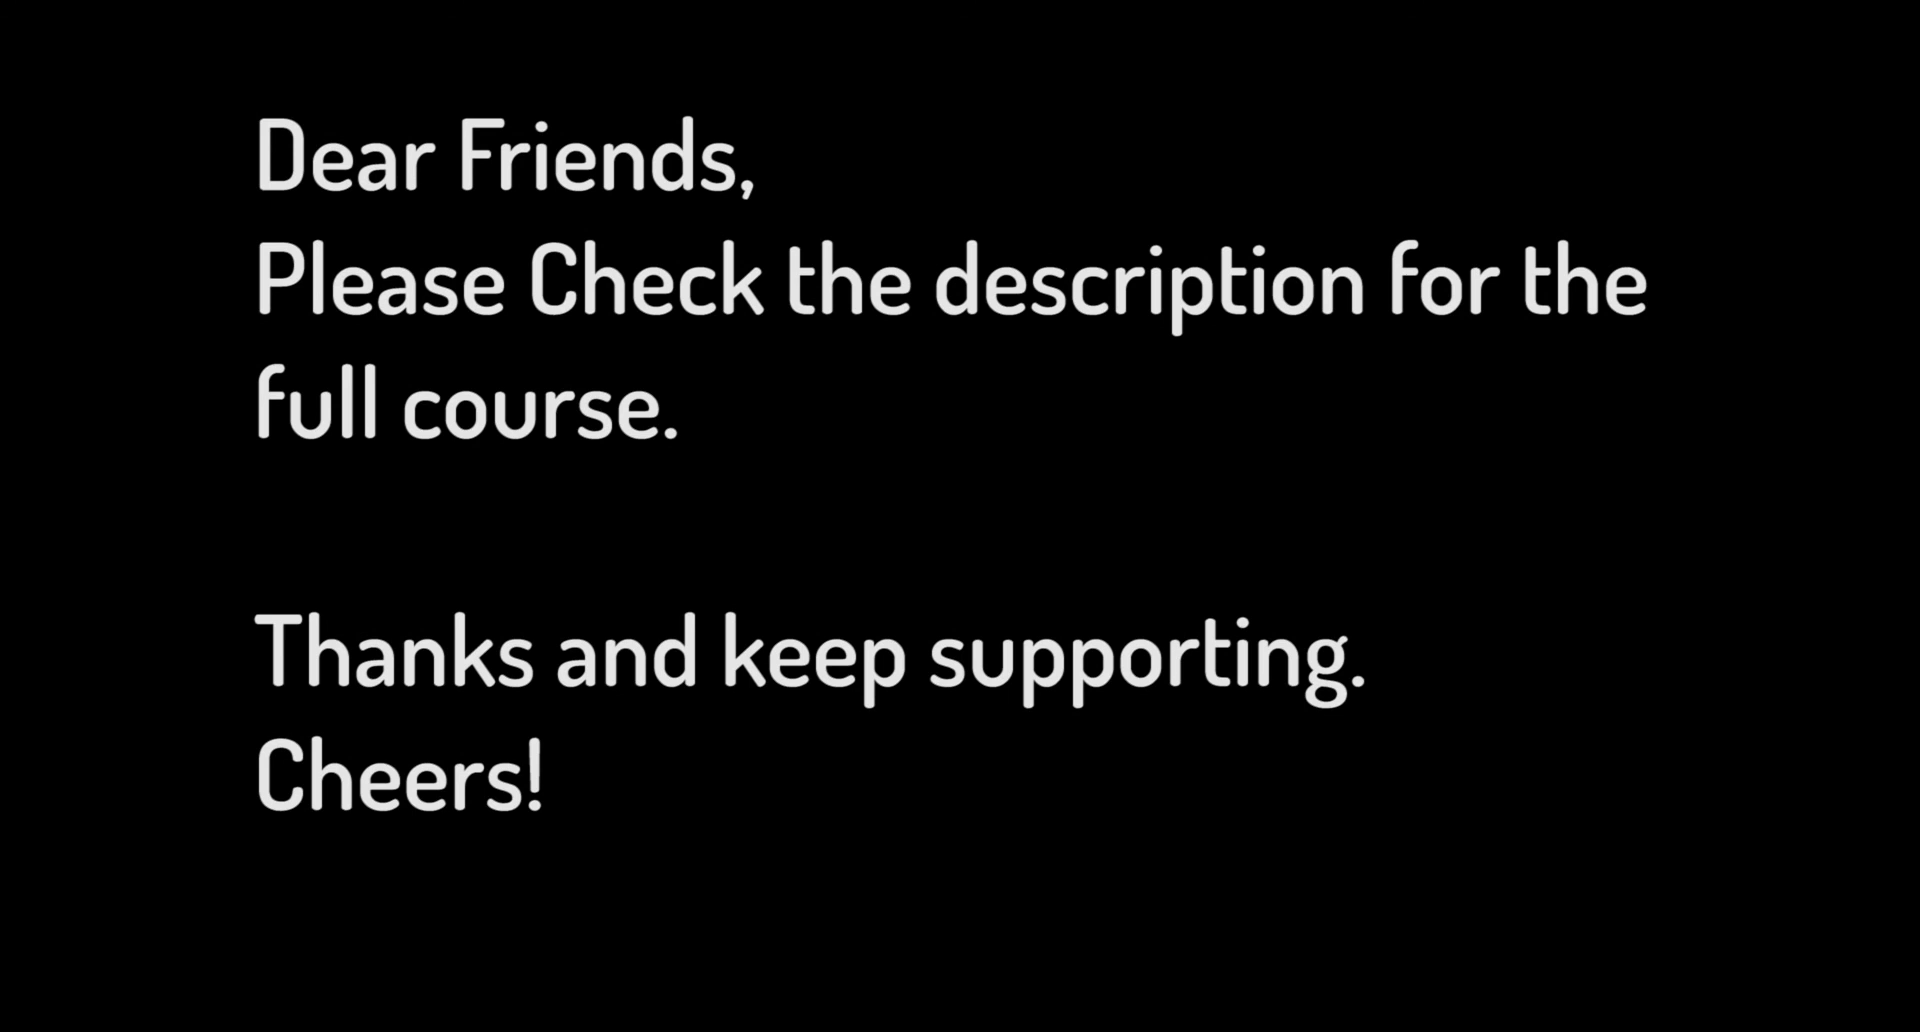 Dear Friends,
Please Check the description for the
full course.
Thanks and keep supporting.
Cheers!